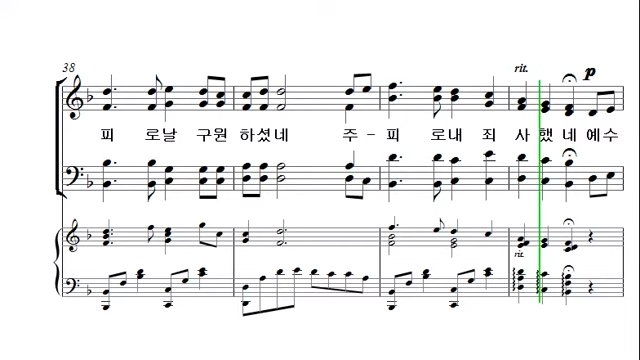 38
rit.
p
피 로날 구원 하셨네 주 - 피 로내 죄 사했 네 예수
rit.